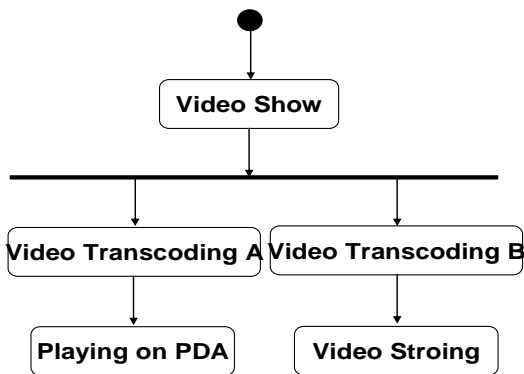 Video Show
Video Transcoding A
Video Transcoding B
Playing on PDA
Video Stroing